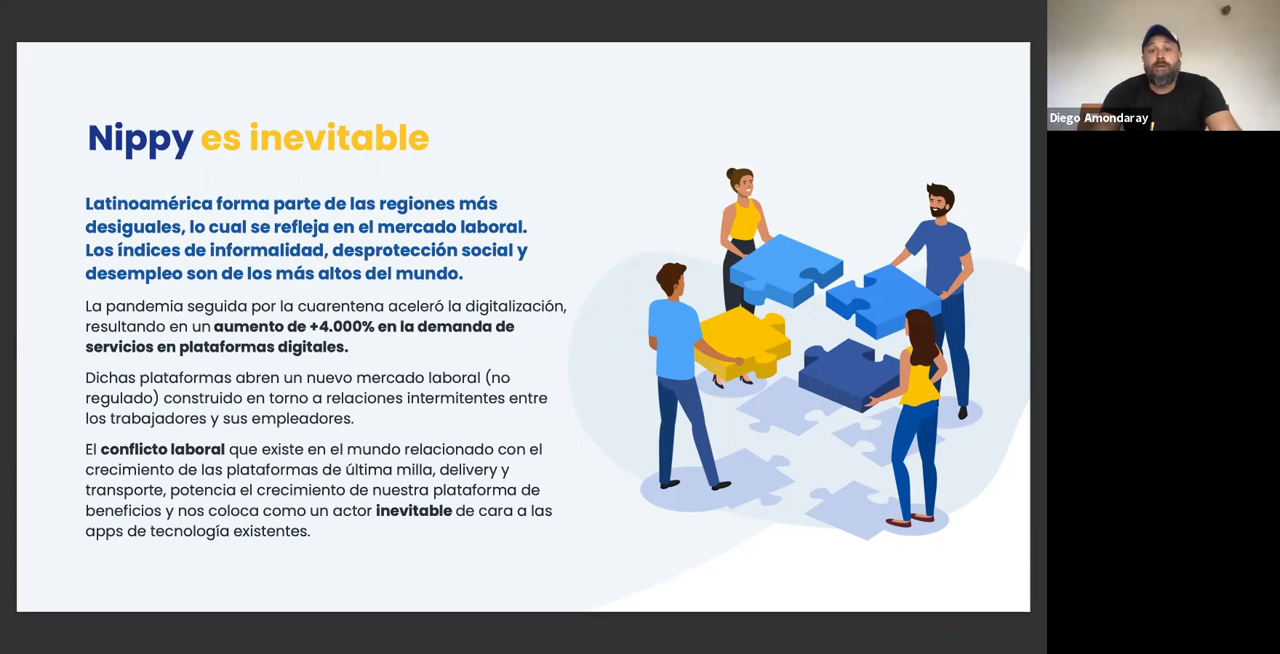 Nippy es inevitable
Latinoamérica forma parte de las regiones más
desiguales, lo cual se refleja en el mercado laboral.
Los índices de informalidad, desprotección social y
desempleo son de los más altos del mundo.
La pandemia seguida por la cuarentena aceleró la digitalización,
resultando en un aumento de +4.000% en la demanda de
servicios en plataformas digitales.
Dichas plataformas abren un nuevo mercado laboral (no
regulado) construido en torno a relaciones intermitentes entre
los trabajadores y sus empleadores.
El conflicto laboral que existe en el mundo relacionado con el
crecimiento de las plataformas de última milla, delivery y
transporte, potencia el crecimiento de nuestra plataforma de
beneficios y nos coloca como un actor inevitable de cara a las
apps de tecnología existentes.
Diego Amondaray